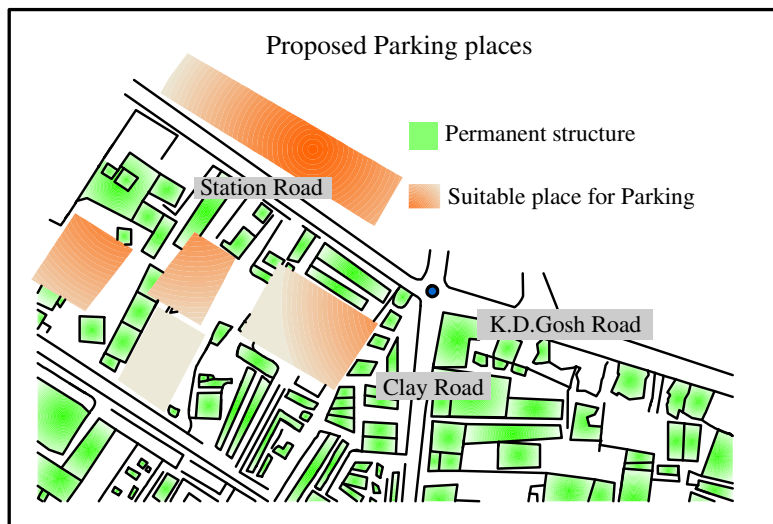 Proposed Parking places
Permanent structure
Station Road
Suitable place for Parking
K.D.Gosh Road
Clay Road